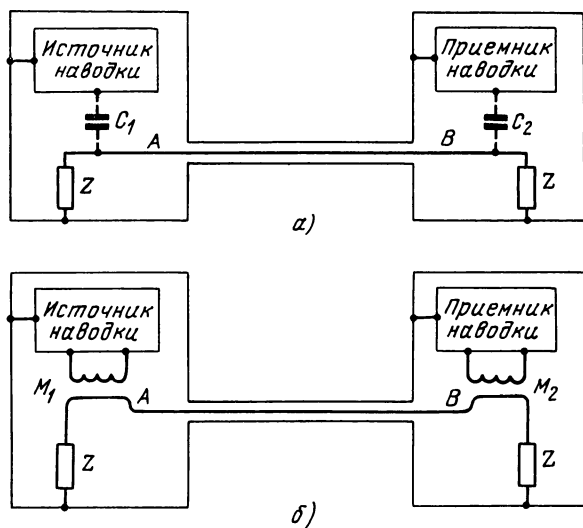 Источник
наводки
Приемник
наводки
C1
C2
A
B
Z
Z
а)
Источник
наводки
Приемник
наводки
M1
M2
A
B
Z
Z
б)